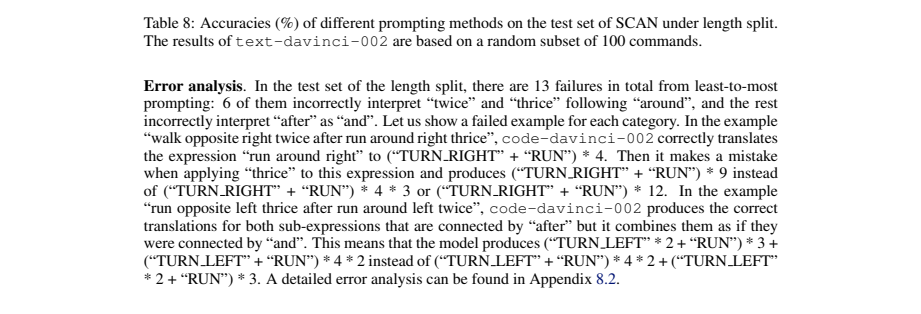 Table 8: Accuracies (%) of different prompting methods on the test set of SCAN under length split.
The results of text-davinci-002 are based on a random subset of 100 commands.
Error analysis. In the test set of the length split, there are 13 failures in total from least-to-most
prompting: 6 of them incorrectly interpret “twice” and “thrice” following “around”, and the rest
incorrectly interpret “after” as “and”. Let us show a failed example for each category. In the example
“walk opposite right twice after run around right thrice”, code-davinci-002 correctly translates
the expression “run around right” to (“TURN_RIGHT” + “RUN”) * 4. Then it makes a mistake
when applying “thrice” to this expression and produces (“TURN_RIGHT” + “RUN”) * 9 instead
of (“TURN_RIGHT” + “RUN”) * 4 * 3 or (“TURN_RIGHT” + “RUN”) * 12. In the example
“run opposite left thrice after run around left twice”, code-davinci-002 produces the correct
translations for both sub-expressions that are connected by “after” but it combines them as if they
were connected by “and”. This means that the model produces (“TURN_LEFT” * 2 + “RUN”) * 3 +
(“TURN_LEFT” + “RUN”) * 4 * 2 instead of (“TURN_LEFT” + “RUN”) * 4 * 2 + (“TURN_LEFT”
* 2 + “RUN”) * 3. A detailed error analysis can be found in Appendix 8.2.